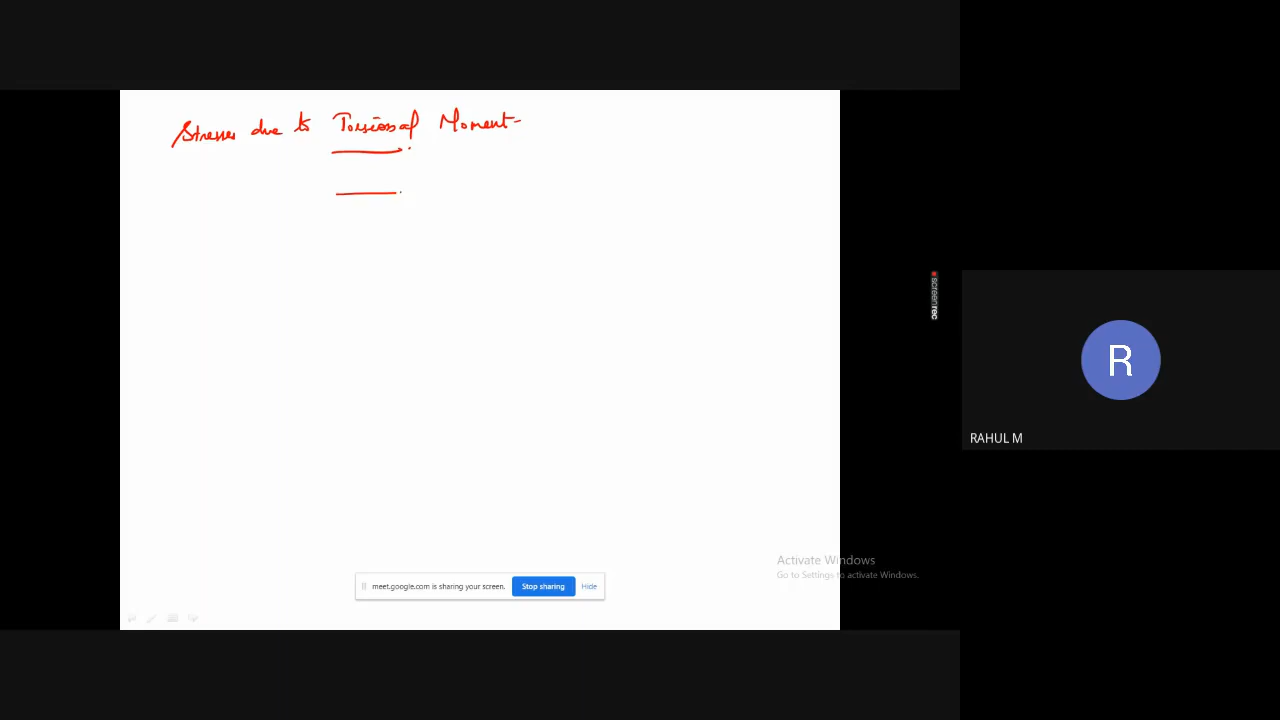 Stresses due to Torsional Moment-
screenrec
R
RAHUL M
Activate Windows
Go to Settings to activate Windows.
meet.google.com is sharing your screen. Stop sharing Hide